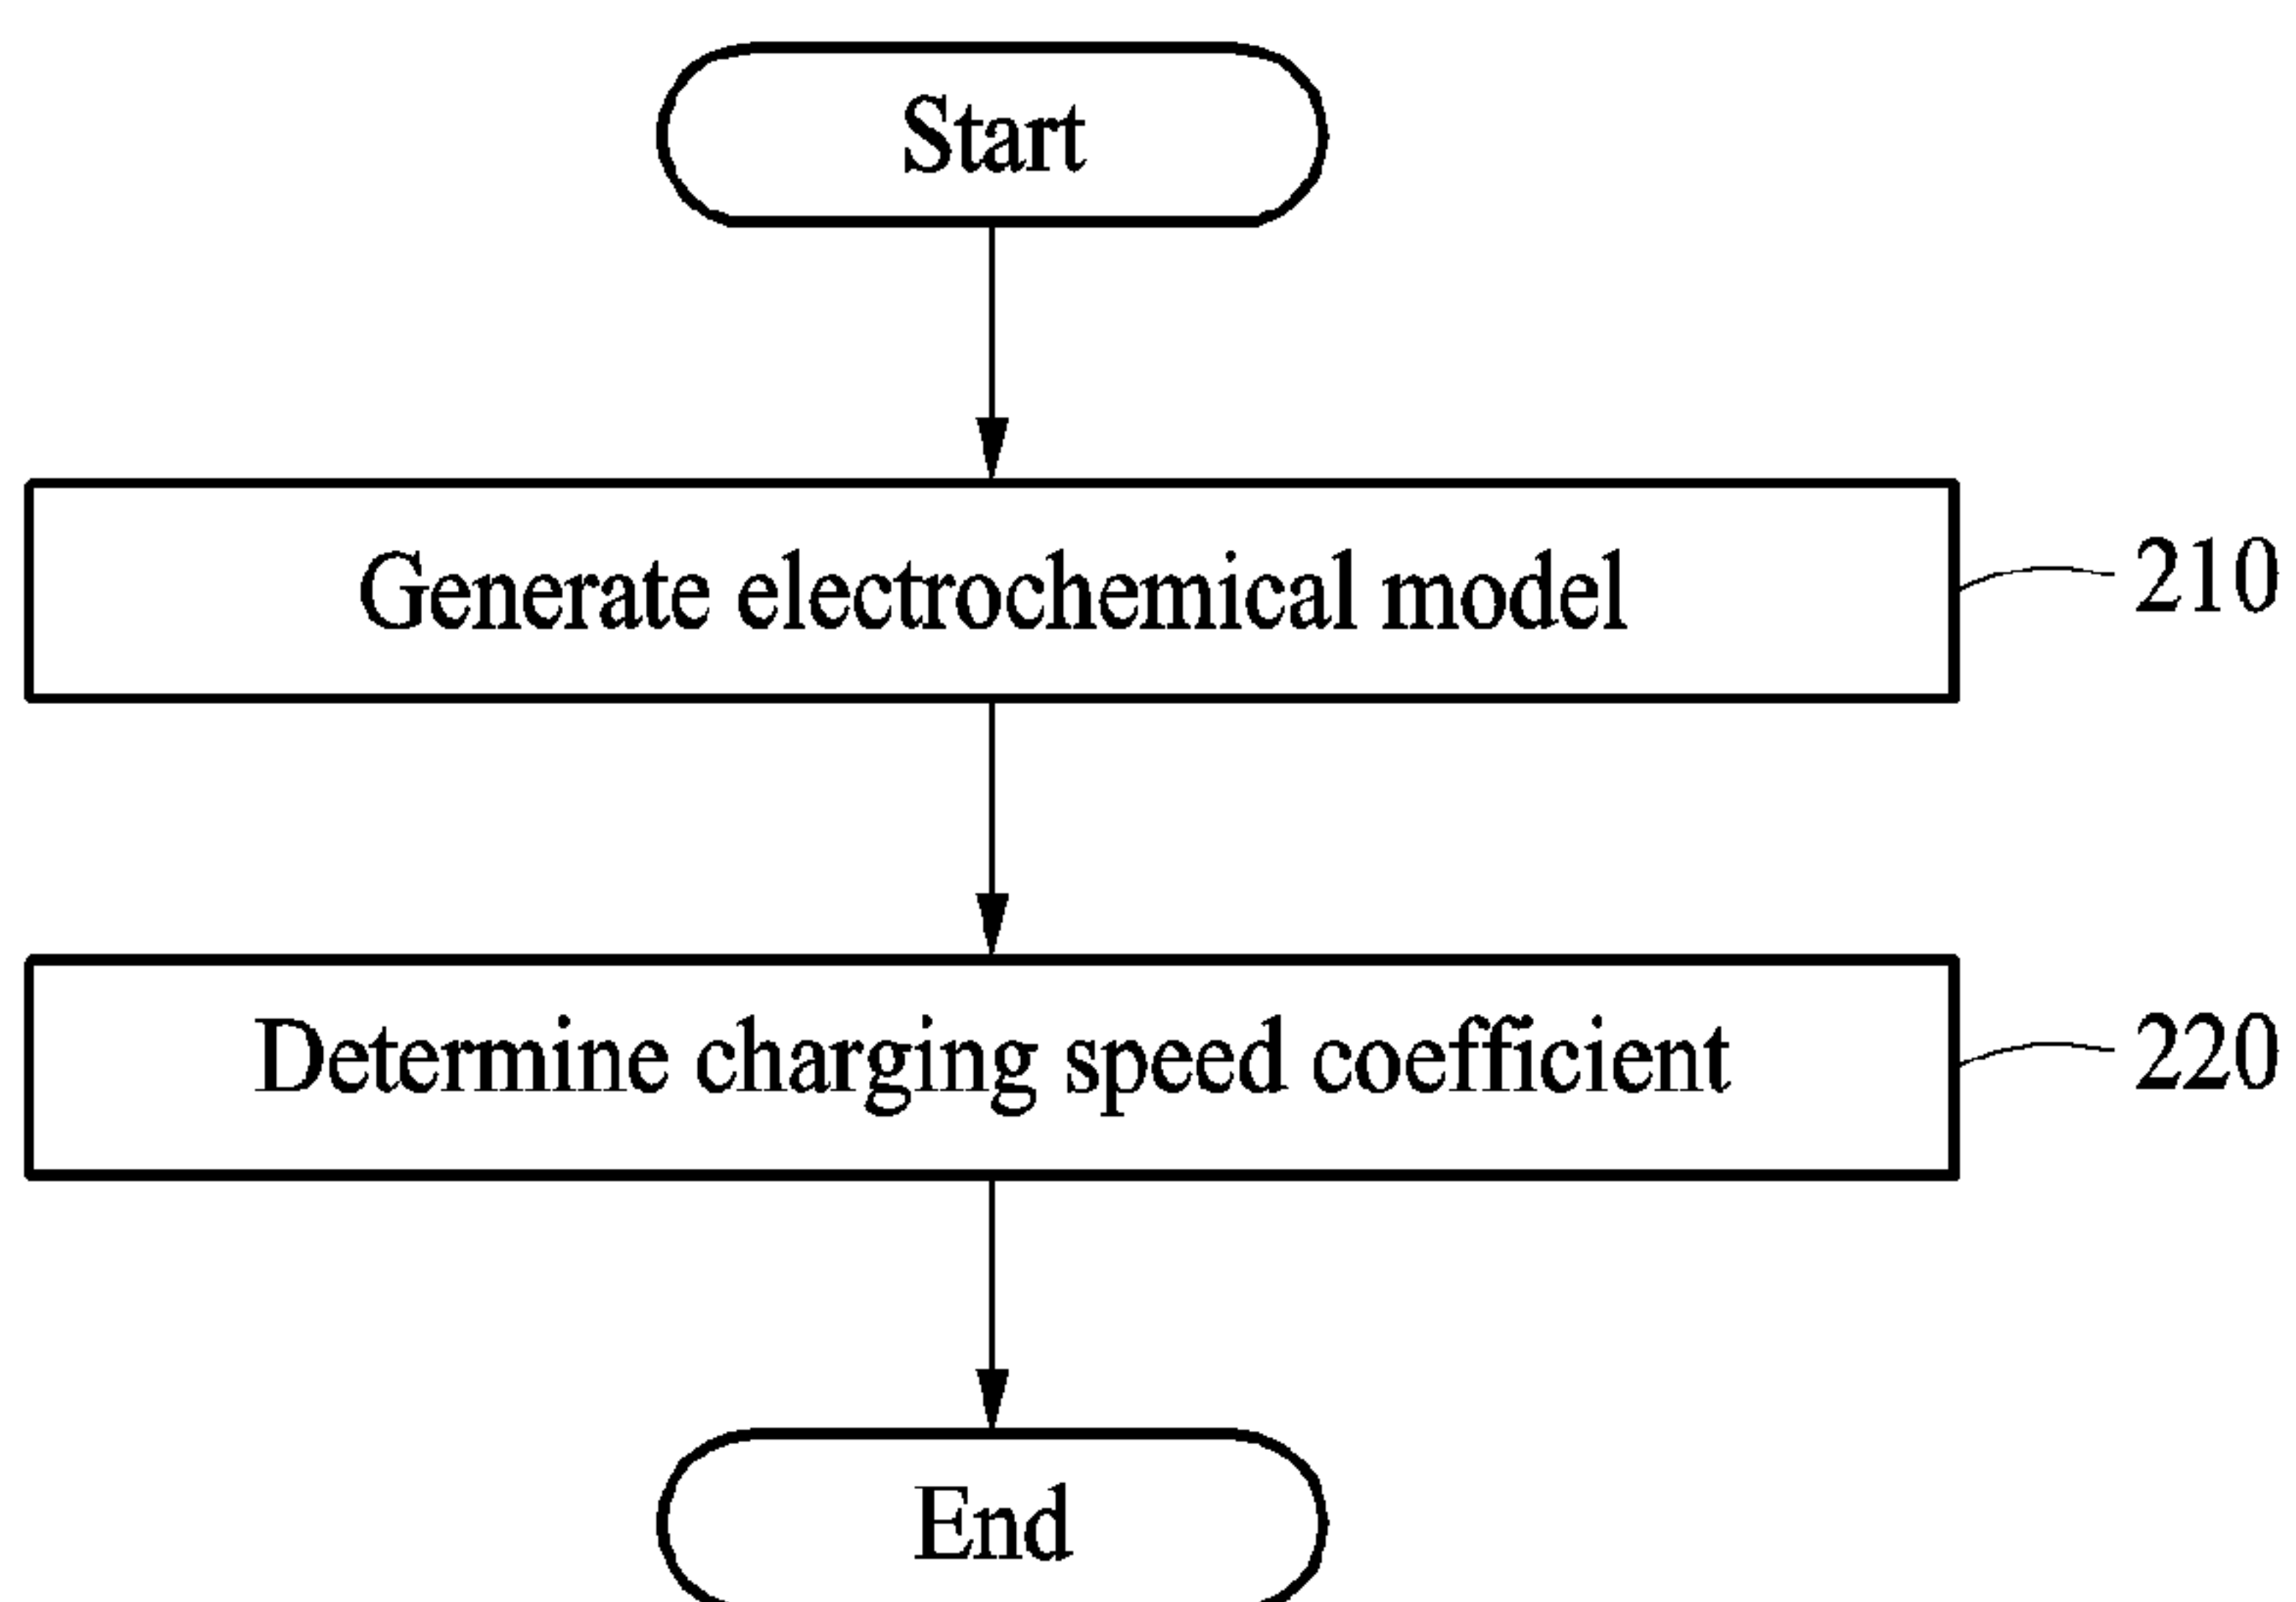 Start
Generate electrochemical model
210
Determine charging speed coefficient
220
End